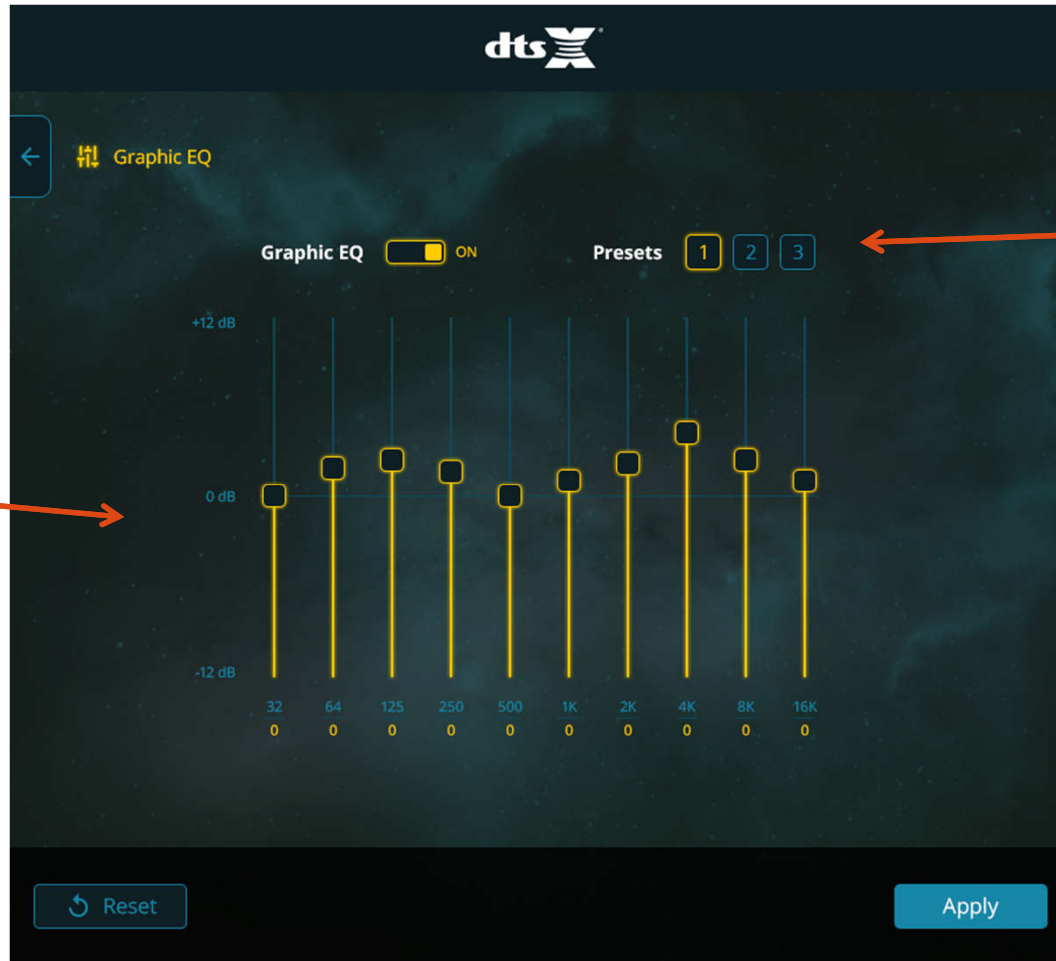 dts X®
Graphic EQ
Graphic EQ ON Presets 1 2 3
+12 dB
0 dB
-12 dB
32 64 125 250 500 1K 2K 4K 8K 16K
0 0 0 0 0 0 0 0 0 0
Reset Apply